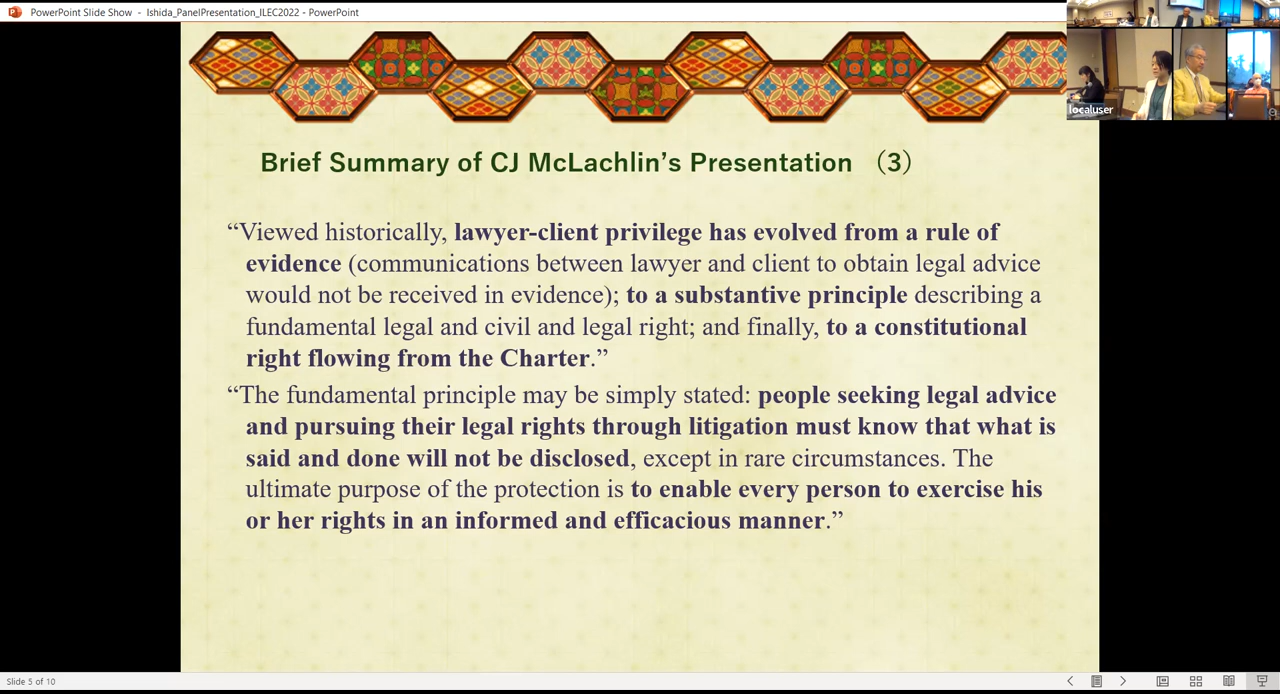 PowerPoint Slide Show - Ishida_PanelPresentation_ILEC2022 - PowerPoint
localuser
Brief Summary of CJ McLachlin’s Presentation （3）
“Viewed historically, lawyer-client privilege has evolved from a rule of
evidence (communications between lawyer and client to obtain legal advice
would not be received in evidence); to a substantive principle describing a
fundamental legal and civil and legal right; and finally, to a constitutional
right flowing from the Charter.”
“The fundamental principle may be simply stated: people seeking legal advice
and pursuing their legal rights through litigation must know that what is
said and done will not be disclosed, except in rare circumstances. The
ultimate purpose of the protection is to enable every person to exercise his
or her rights in an informed and efficacious manner.”
Slide 5 of 10